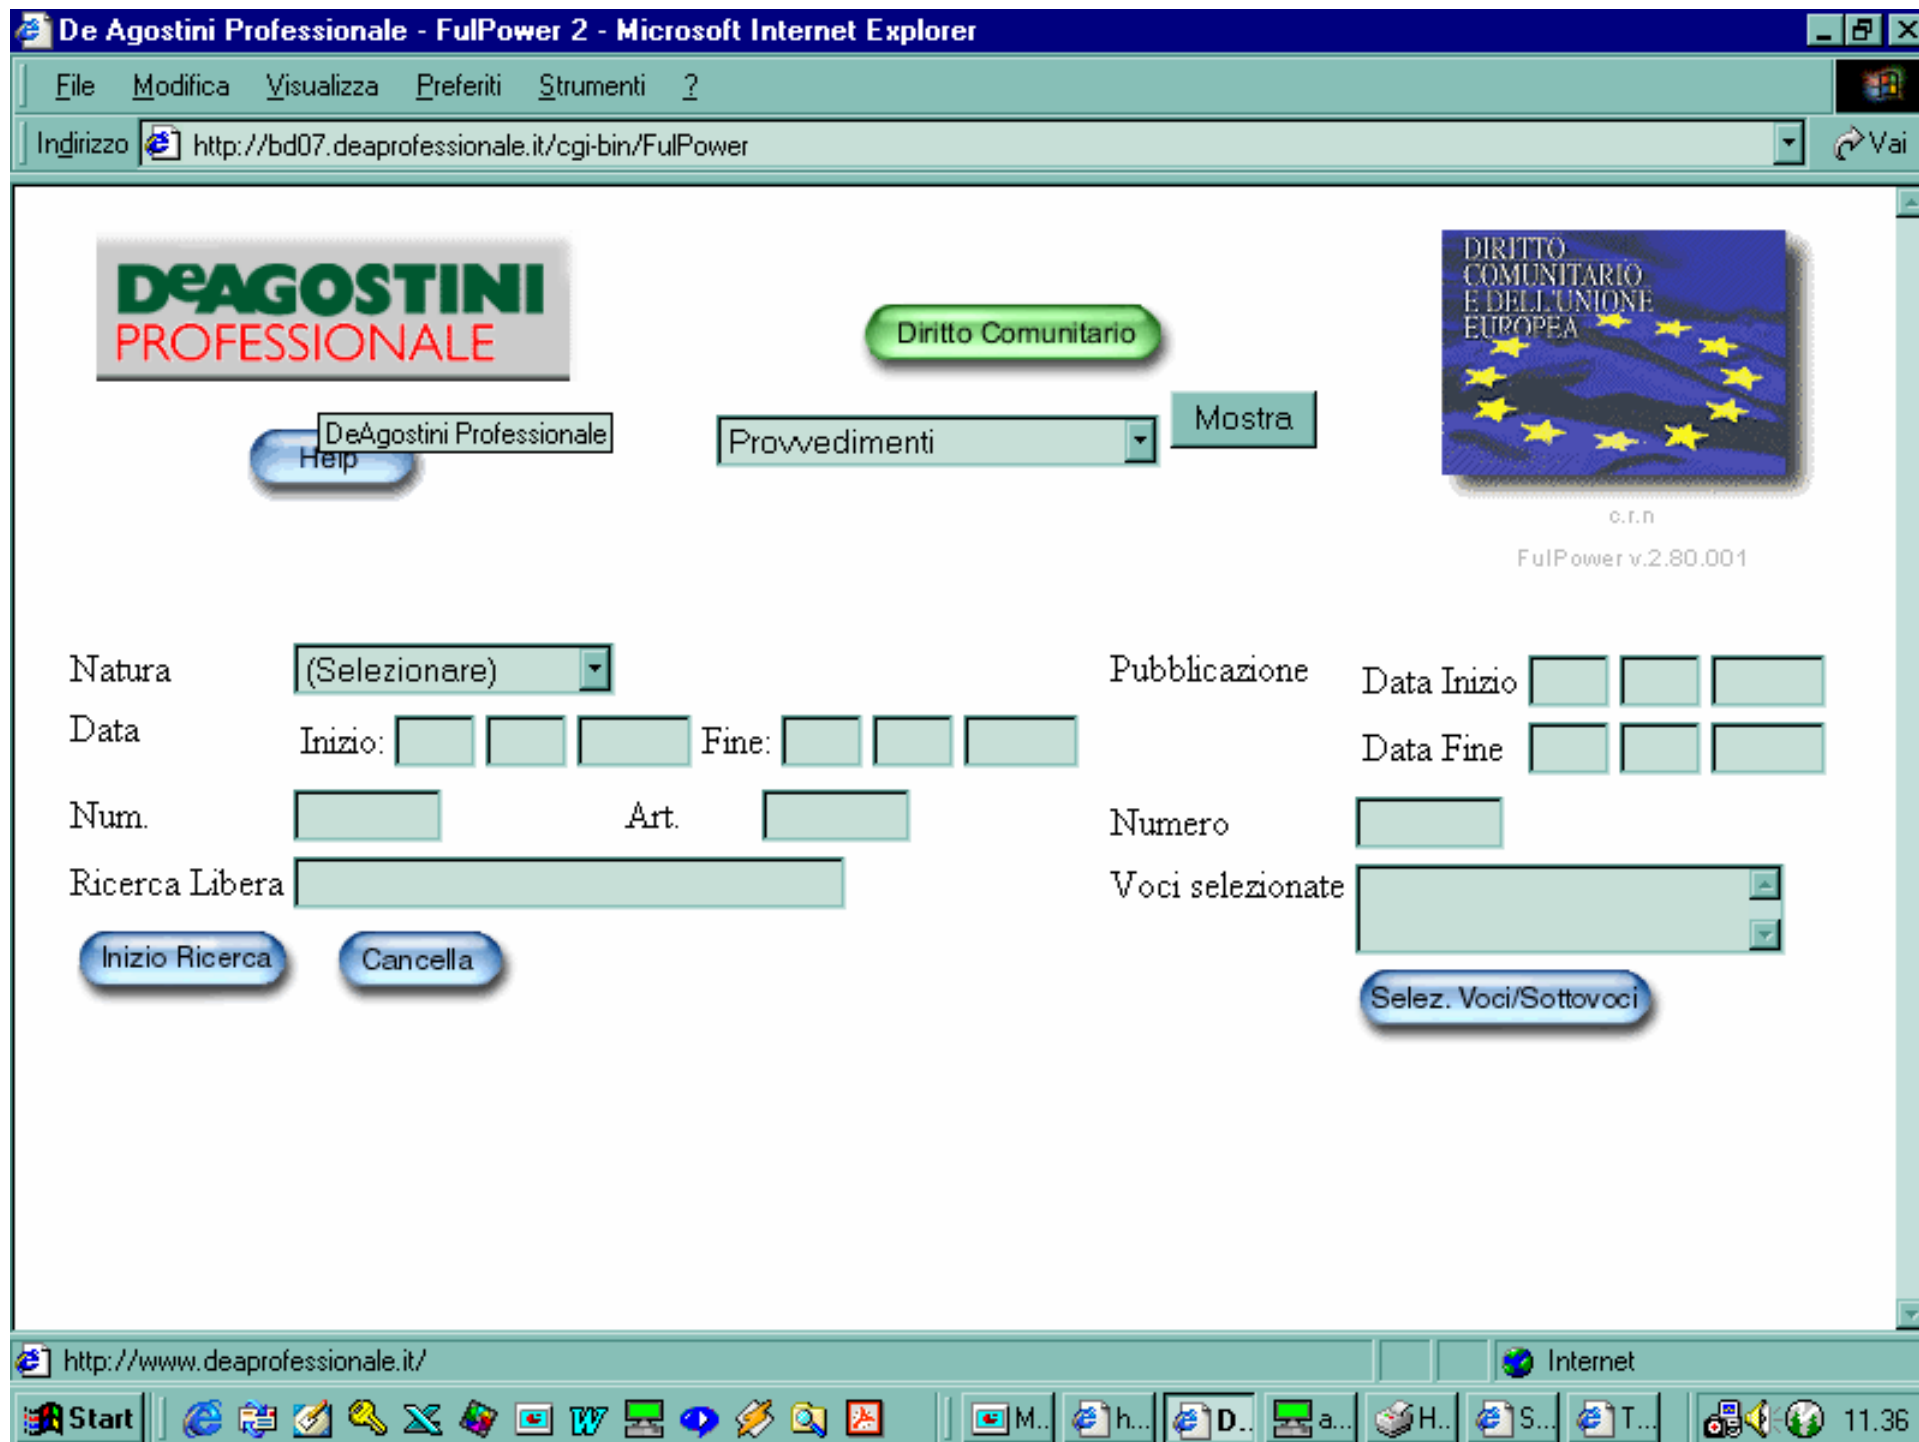 De Agostini Professionale - FulPower 2 - Microsoft Internet Explorer
File Modifica Visualizza Preferiti Strumenti ?
Indirizzo http://bd07.deaprofessionale.it/cgi-bin/FulPower Vai
DeAGOSTINI
PROFESSIONALE
Diritto Comunitario
DIRITTO
COMUNITARIO
E DELL'UNIONE
EUROPEA
DeAgostini Professionale
Help
Provvedimenti Mostra
c.r.n
FulPower v.2.80.001
Natura (Selezionare) Pubblicazione Data Inizio
Data Inizio: Fine: Data Fine
Num. Art. Numero
Ricerca Libera Voci selezionate
Inizio Ricerca Cancella Selez. Voci/Sottovoci
http://www.deaprofessionale.it/ Internet
Start M... h... D... a... H... S... T... 11.36